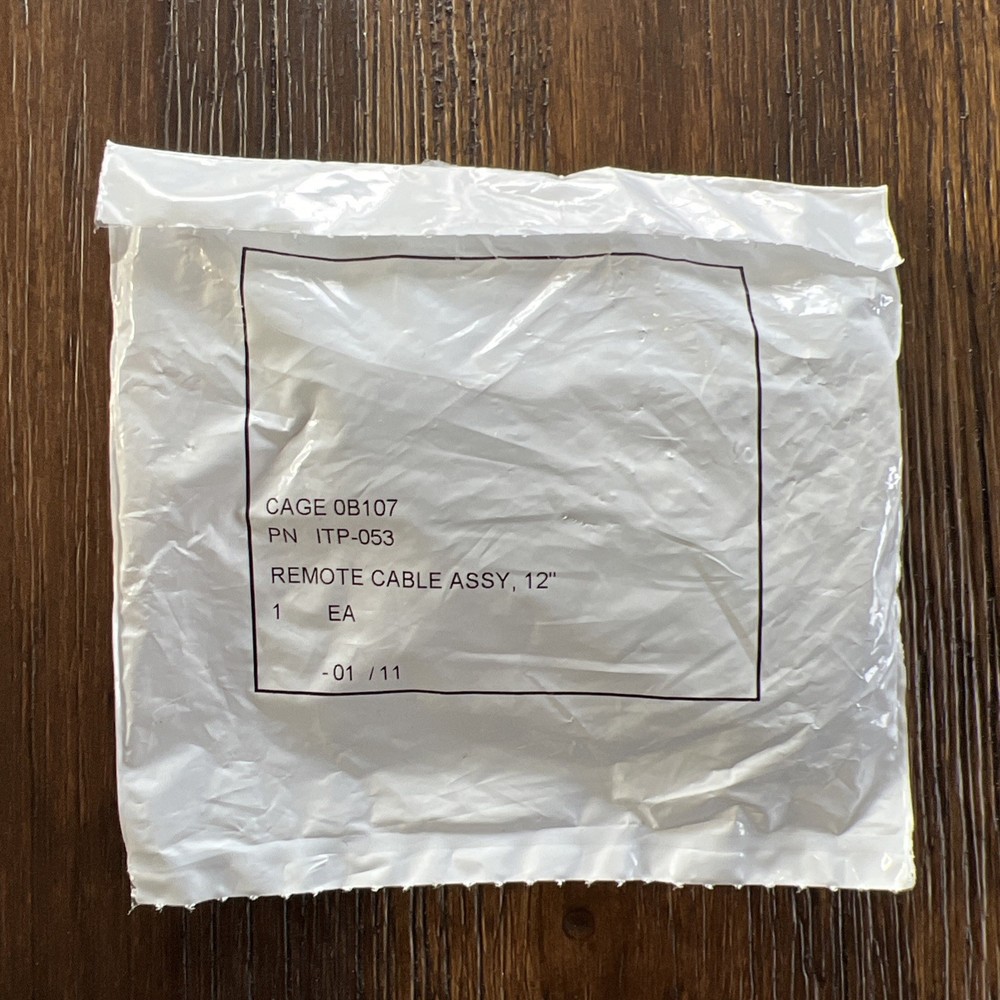 CAGE 0B107
PN ITP-053
REMOTE CABLE ASSY, 12"
1 EA
-01 /11